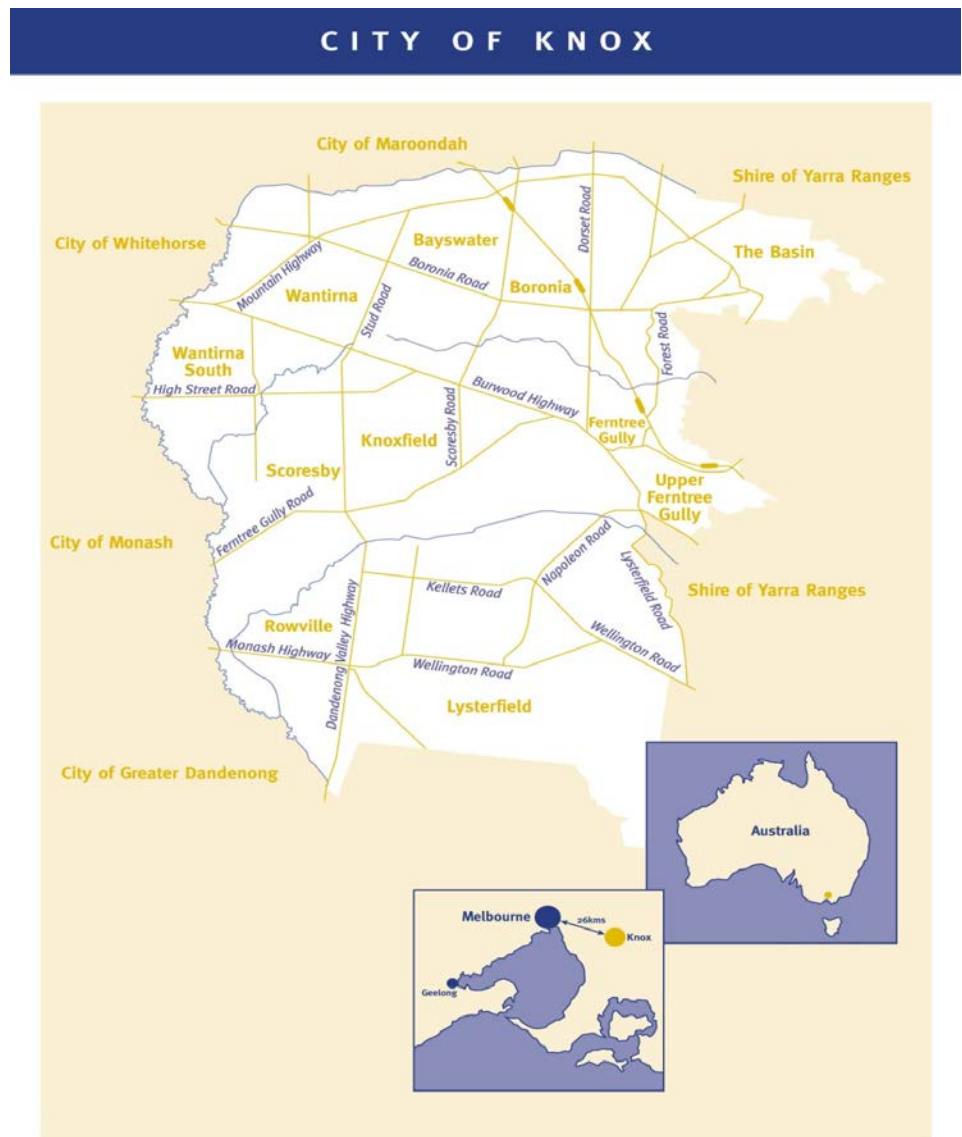 CITY OF KNOX
City of Maroondah
Shire of Yarra Ranges
City of Whitehorse
Dorset Road
Bayswater
The Basin
Mountain Highway
Boronia Road
Boronia
Wantirna
Stud Road
Forest Road
Wantirna
South
High Street Road
Burwood Highway
Scoresby Road
Knoxfield
Ferntree
Gully
Scoresby
Upper
Ferntree
Gully
Ferntree Gully Road
City of Monash
Napoleon Road
Lysterfield Road
Kellets Road
Shire of Yarra Ranges
Dandenong Valley Highway
Rowville
Monash Highway
Wellington Road
Wellington Road
Lysterfield
City of Greater Dandenong
Australia
Melbourne
26kms
Knox
Geelong